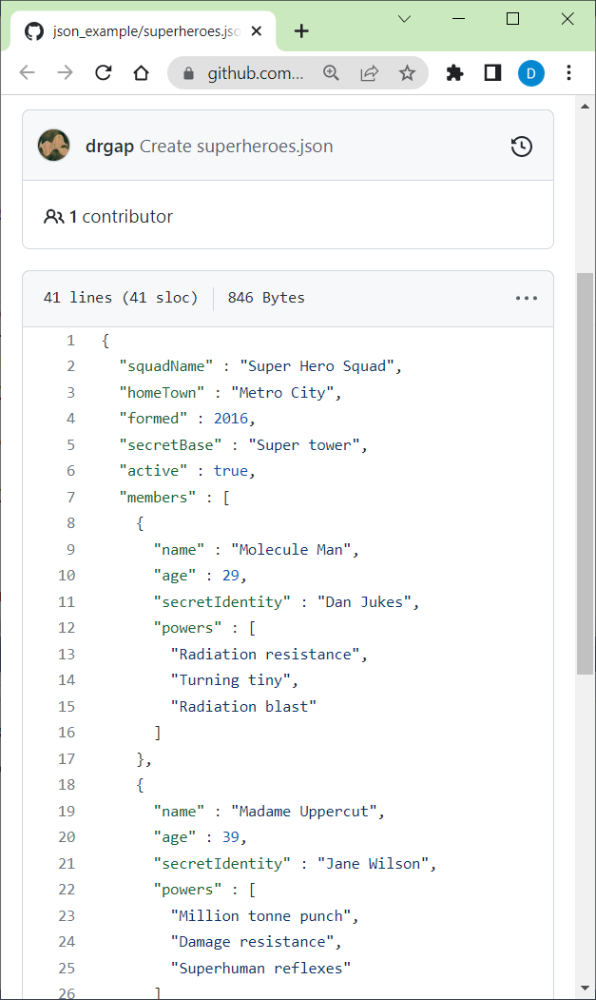 json_example/superheroes.jsc
github.com...
D
drgap Create superheroes.json
1 contributor
41 lines (41 sloc) 846 Bytes
1 {
2 "squadName" : "Super Hero Squad",
3 "homeTown" : "Metro City",
4 "formed" : 2016,
5 "secretBase" : "Super tower",
6 "active" : true,
7 "members" : [
8 {
9 "name" : "Molecule Man",
10 "age" : 29,
11 "secretIdentity" : "Dan Jukes",
12 "powers" : [
13 "Radiation resistance",
14 "Turning tiny",
15 "Radiation blast"
16 ]
17 },
18 {
19 "name" : "Madame Uppercut",
20 "age" : 39,
21 "secretIdentity" : "Jane Wilson",
22 "powers" : [
23 "Million tonne punch",
24 "Damage resistance",
25 "Superhuman reflexes"
26 ]